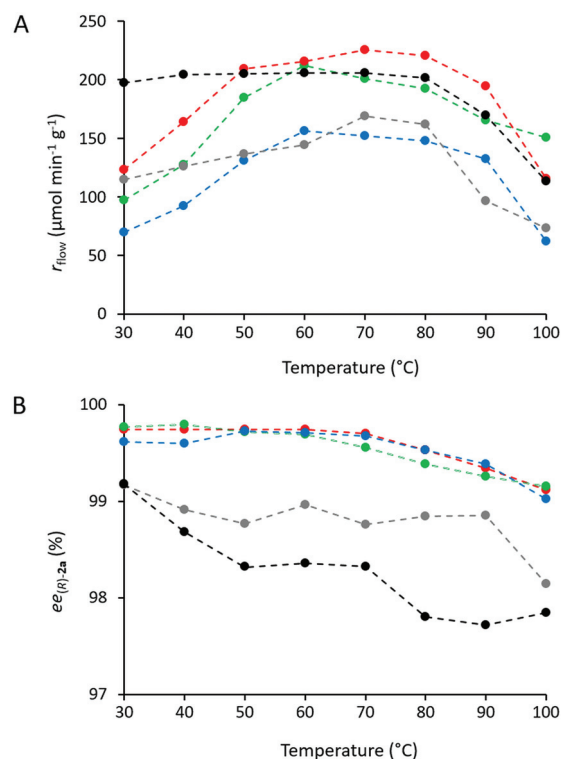 A
250
200
150
100
50
0
r_flow (µmol min⁻¹ g⁻¹)
30 40 50 60 70 80 90 100
Temperature (°C)
B
100
99
98
97
ee_(R)-2a (%)
30 40 50 60 70 80 90 100
Temperature (°C)